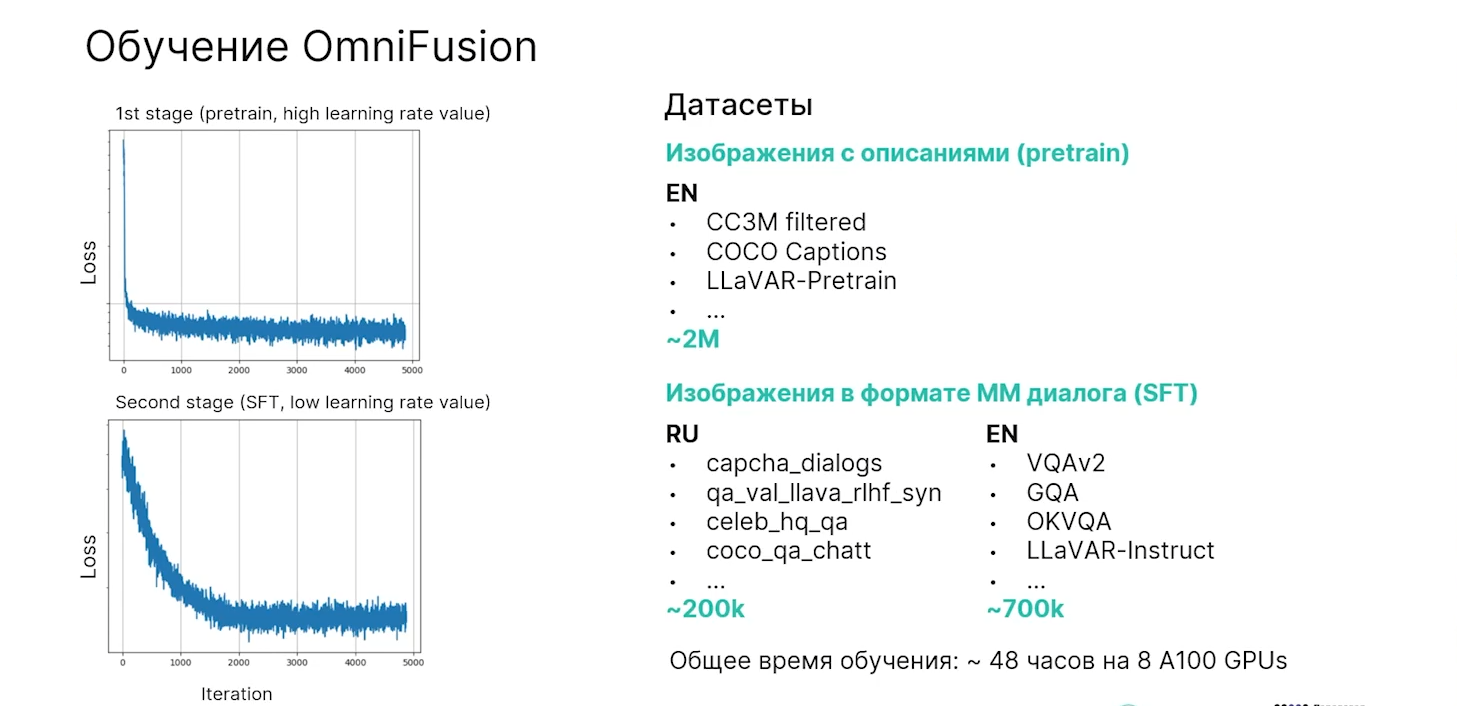 Обучение OmniFusion
1st stage (pretrain, high learning rate value)
Loss
0 1000 2000 3000 4000 5000
Second stage (SFT, low learning rate value)
Loss
0 1000 2000 3000 4000 5000
Iteration
Датасеты
Изображения с описаниями (pretrain)
EN
• CC3M filtered
• COCO Captions
• LLaVAR-Pretrain
• ...
~2M
Изображения в формате ММ диалога (SFT)
RU
• capcha_dialogs
• qa_val_llava_rlhf_syn
• celeb_hq_qa
• coco_qa_chatt
• ...
~200k
EN
• VQAv2
• GQA
• OKVQA
• LLaVAR-Instruct
• ...
~700k
Общее время обучения: ~ 48 часов на 8 A100 GPUs